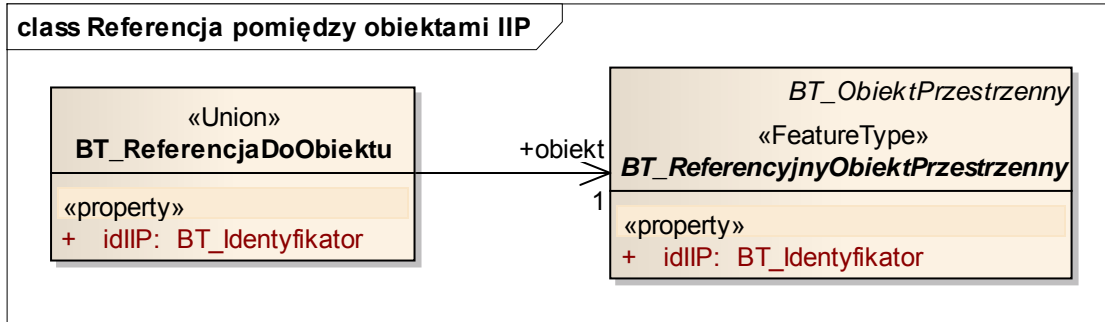 class Referencja pomiędzy obiektami IIP
«Union»
BT_ReferencjaDoObiektu
«property»
+ idIIP: BT_Identyfikator
+obiekt
1
BT_ObiektPrzestrzenny
«FeatureType»
BT_ReferencyjnyObiektPrzestrzenny
«property»
+ idIIP: BT_Identyfikator